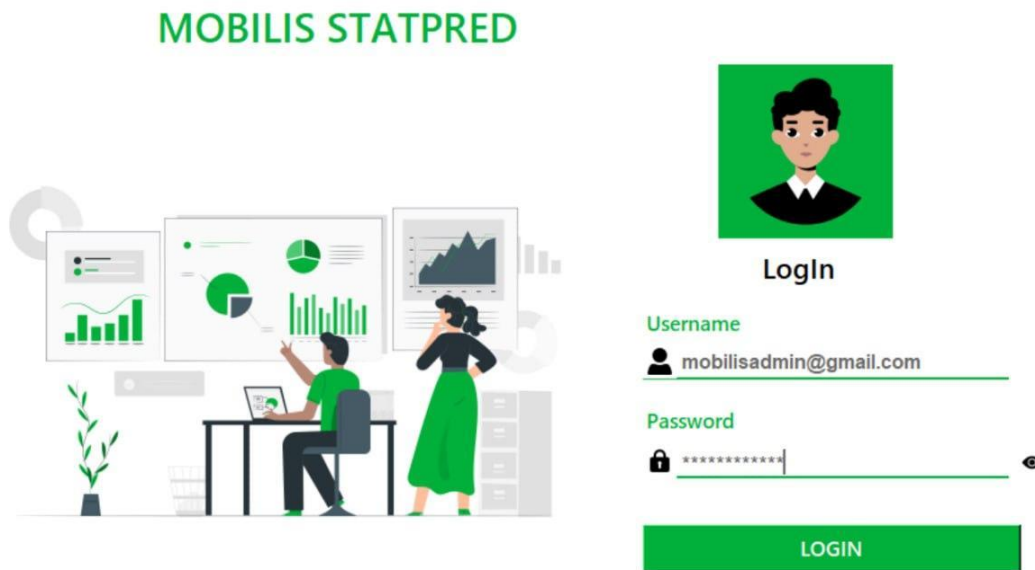 MOBILIS STATPRED
LogIn
Username
mobilisadmin@gmail.com
Password
************
LOGIN